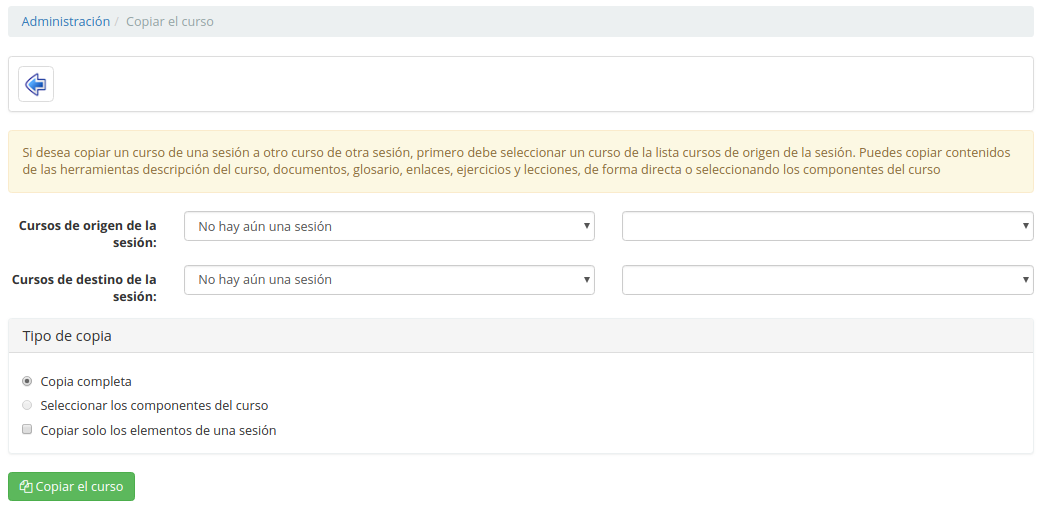 Administración / Copiar el curso
Si desea copiar un curso de una sesión a otro curso de otra sesión, primero debe seleccionar un curso de la lista cursos de origen de la sesión. Puedes copiar contenidos
de las herramientas descripción del curso, documentos, glosario, enlaces, ejercicios y lecciones, de forma directa o seleccionando los componentes del curso
Cursos de origen de la
sesión:
No hay aún una sesión
Cursos de destino de la
sesión:
No hay aún una sesión
Tipo de copia
Copia completa
Seleccionar los componentes del curso
Copiar solo los elementos de una sesión
Copiar el curso